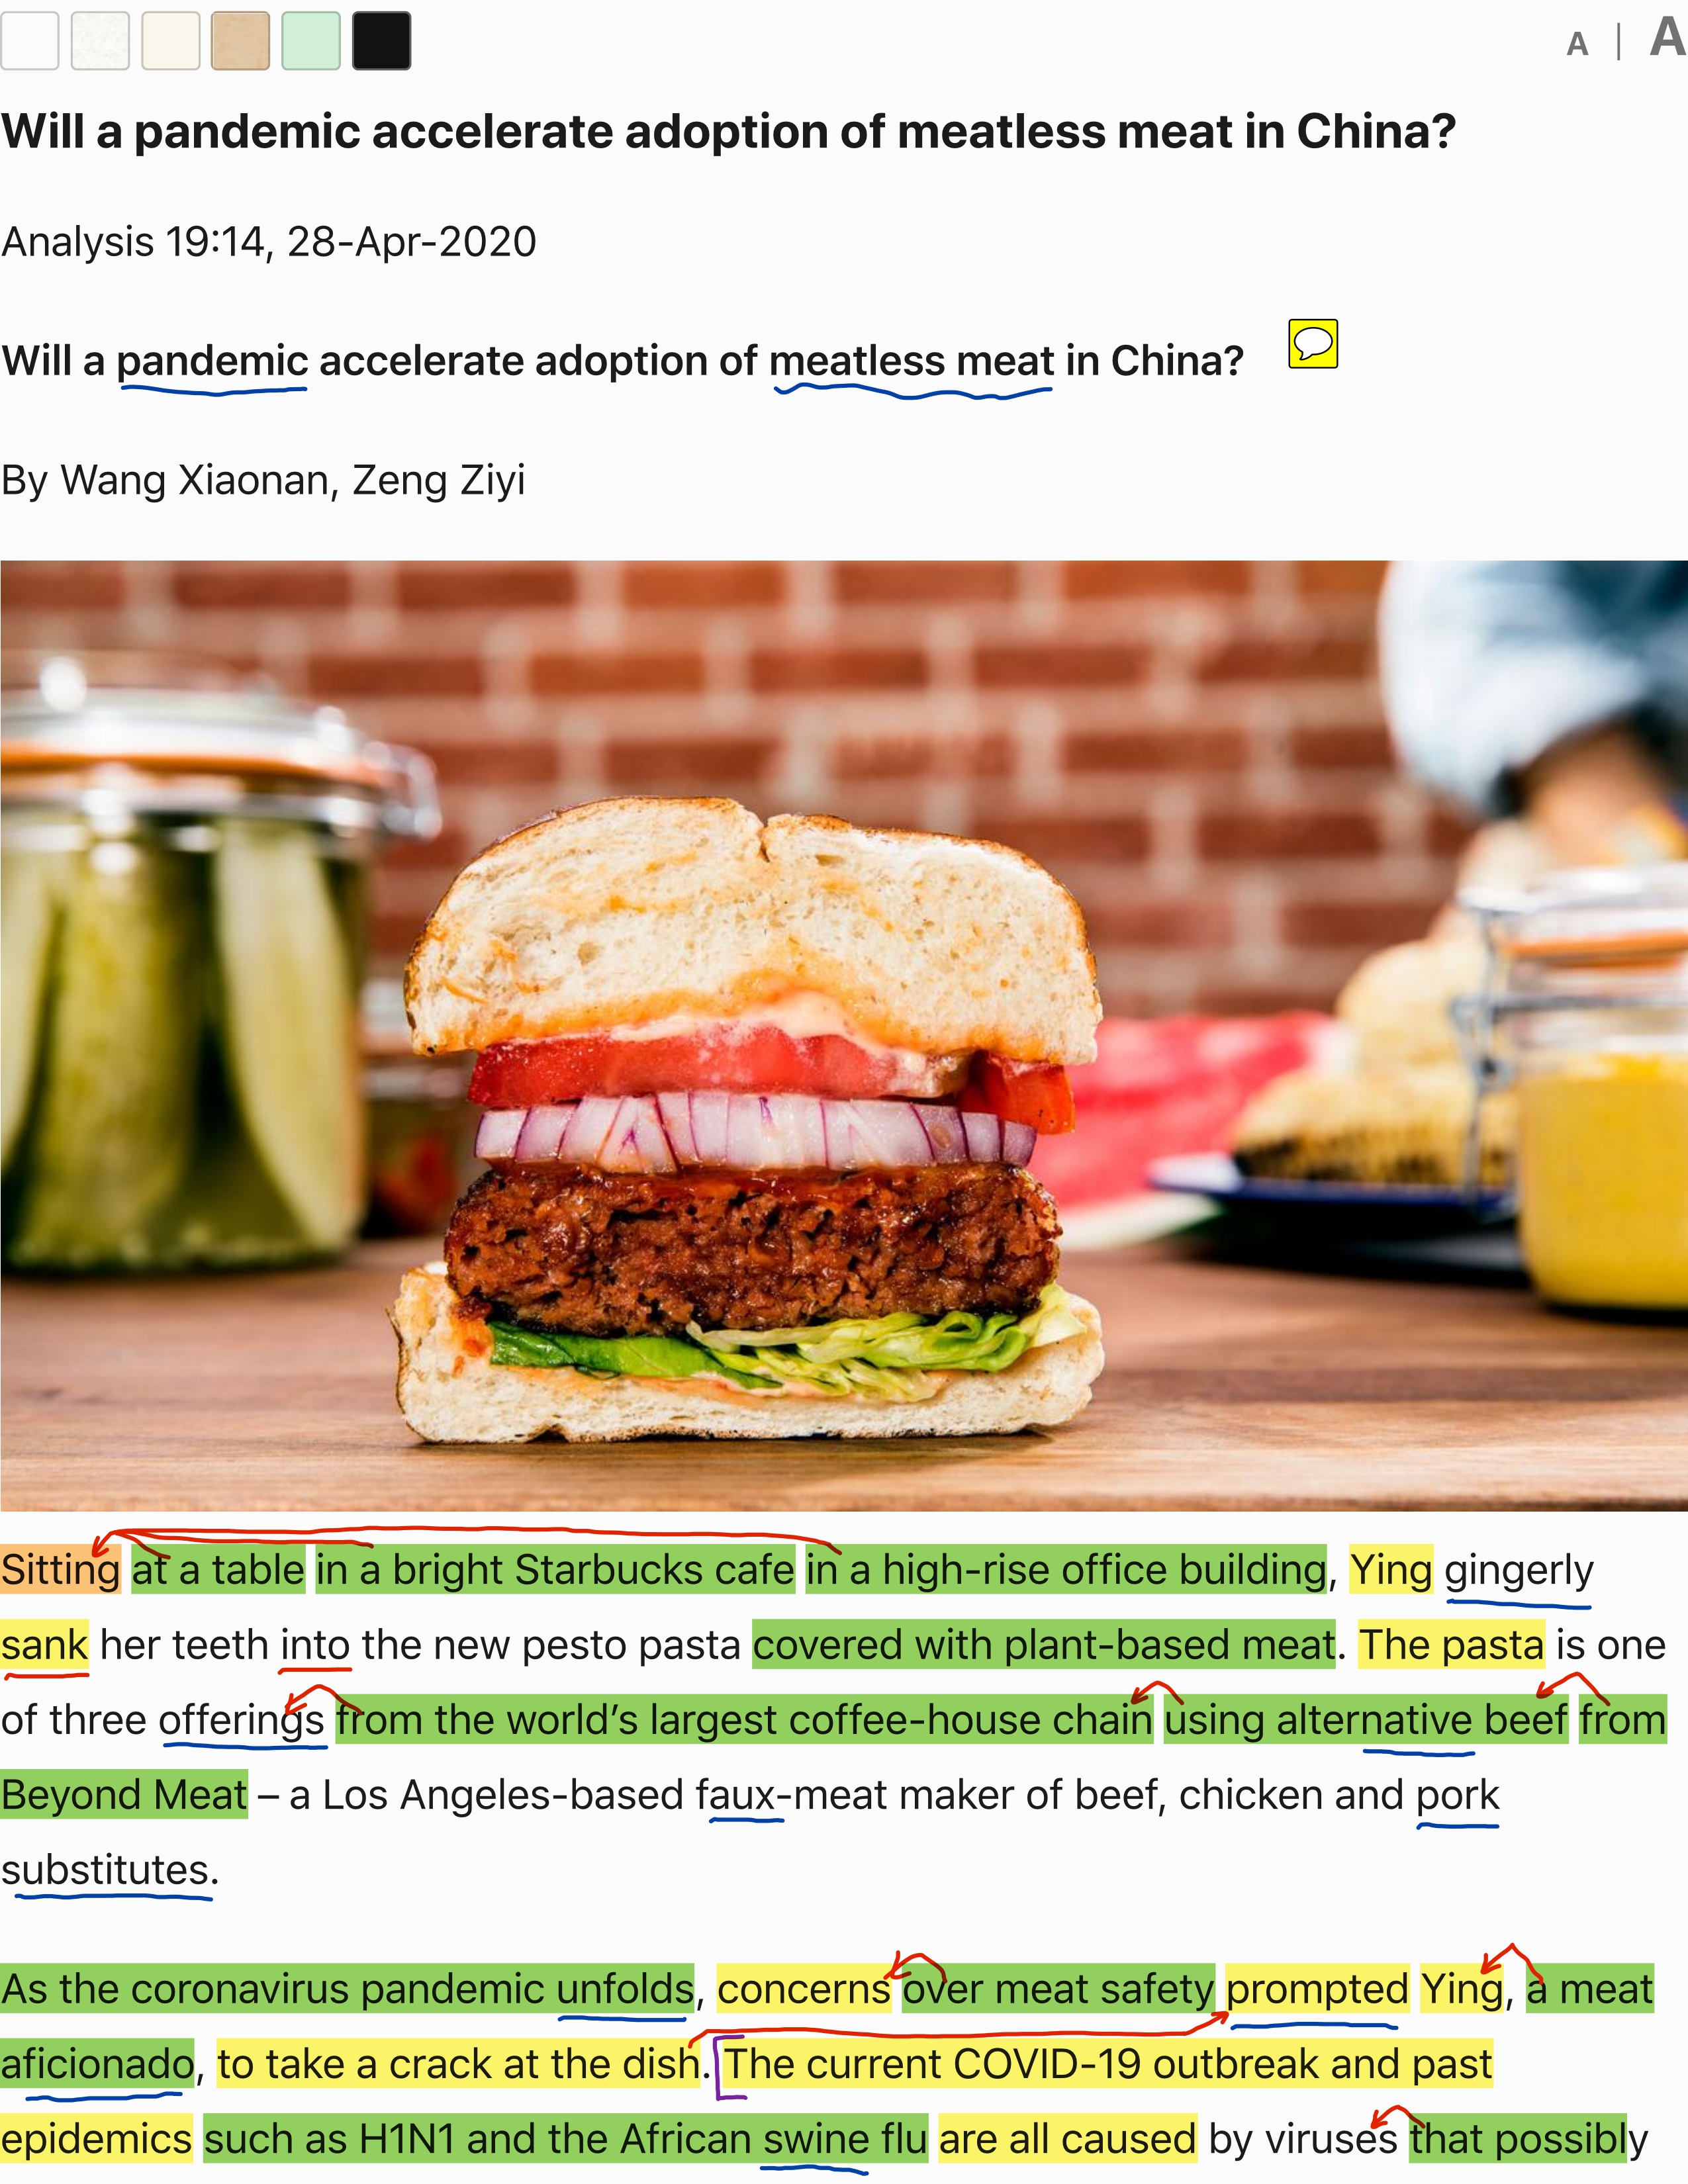 A | A
Will a pandemic accelerate adoption of meatless meat in China?
Analysis 19:14, 28-Apr-2020
Will a pandemic accelerate adoption of meatless meat in China?
By Wang Xiaonan, Zeng Ziyi
Sitting at a table in a bright Starbucks cafe in a high-rise office building, Ying gingerly
sank her teeth into the new pesto pasta covered with plant-based meat. The pasta is one
of three offerings from the world’s largest coffee-house chain using alternative beef from
Beyond Meat – a Los Angeles-based faux-meat maker of beef, chicken and pork
substitutes.
As the coronavirus pandemic unfolds, concerns over meat safety prompted Ying, a meat
aficionado, to take a crack at the dish. The current COVID-19 outbreak and past
epidemics such as H1N1 and the African swine flu are all caused by viruses that possibly